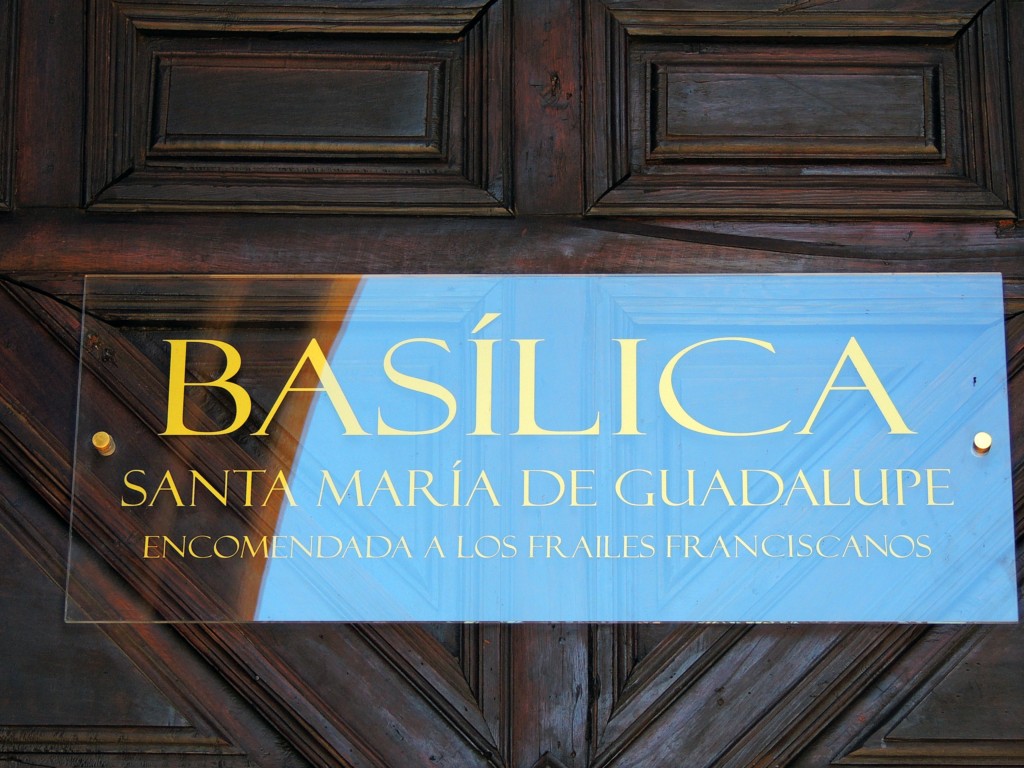 BASÍLICA
SANTA MARÍA DE GUADALUPE
ENCOMENDADA A LOS FRAILES FRANCISCANOS